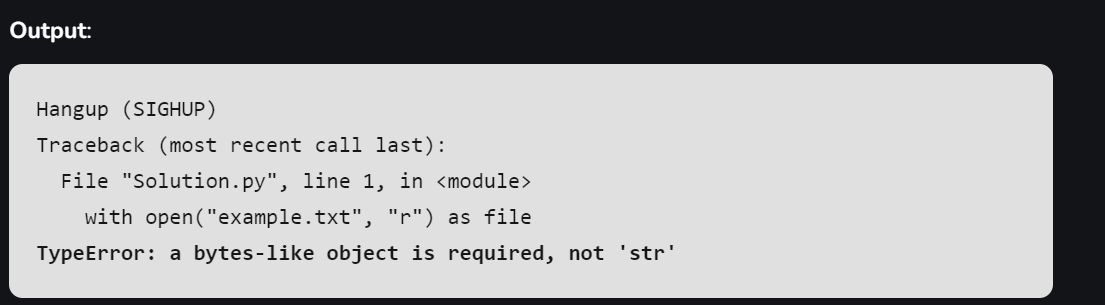 Output:
Hangup (SIGHUP)
Traceback (most recent call last):
  File "Solution.py", line 1, in <module>
    with open("example.txt", "r") as file
TypeError: a bytes-like object is required, not 'str'